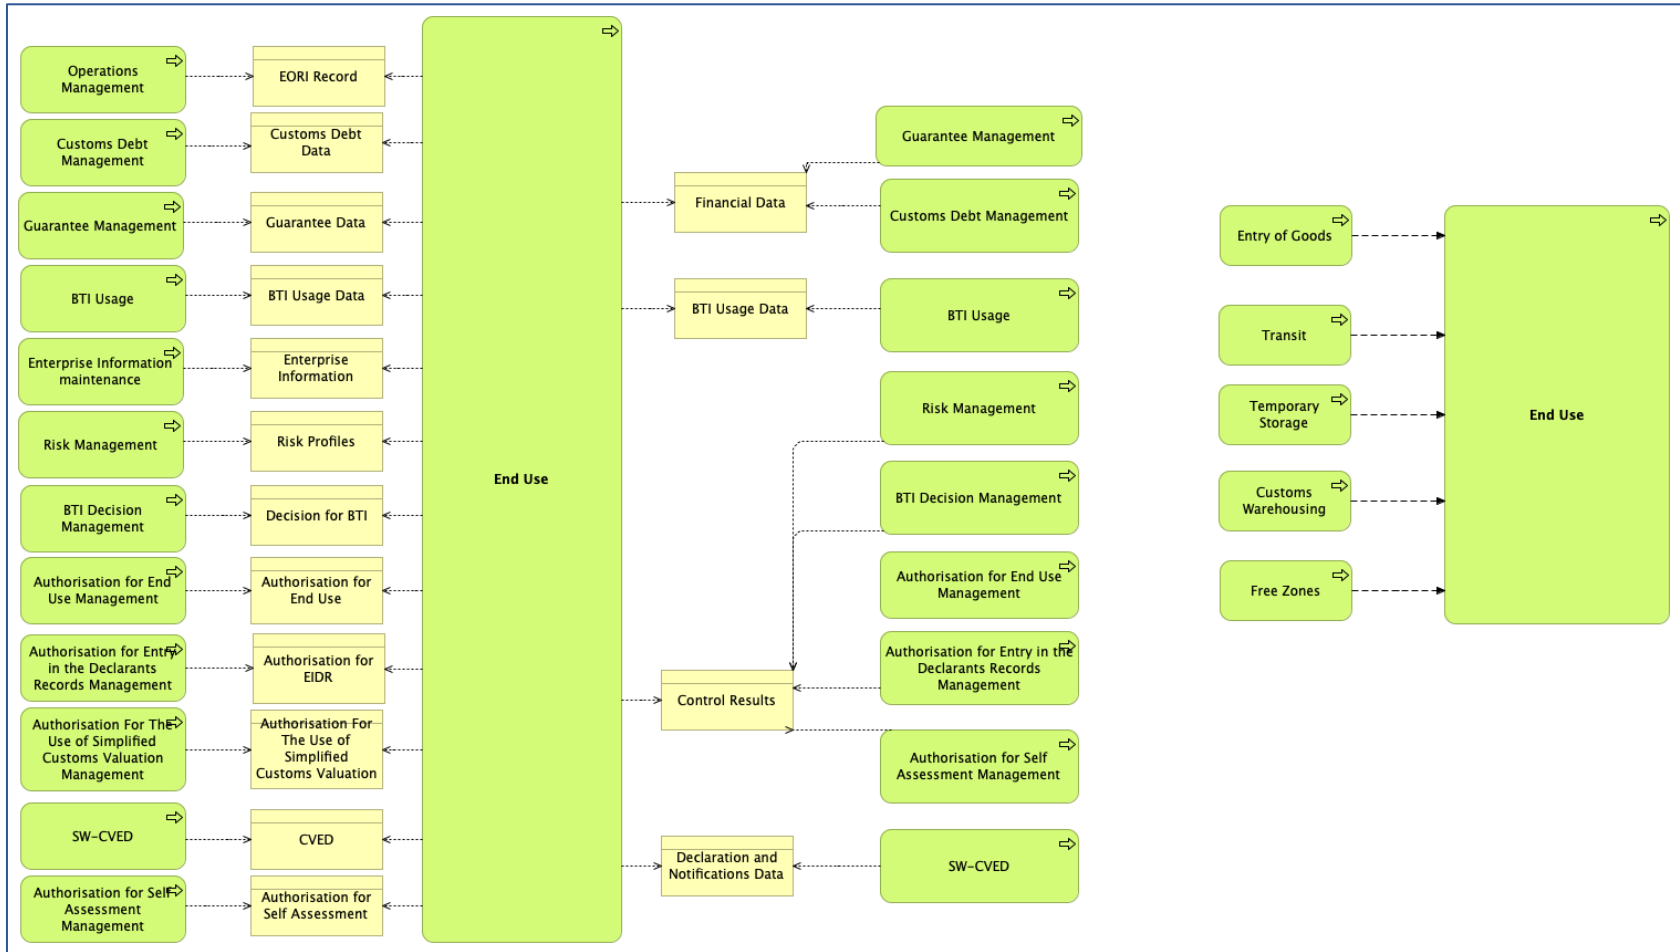 Operations
Management
EORI Record
Customs Debt
Management
Customs Debt
Data
Guarantee Management
Guarantee Data
BTI Usage
BTI Usage Data
Enterprise Information
maintenance
Enterprise
Information
Risk Management
Risk Profiles
BTI Decision
Management
Decision for BTI
Authorisation for End
Use Management
Authorisation for
End Use
Authorisation for Entry
in the Declarants
Records Management
Authorisation for
EIDR
Authorisation For The
Use of Simplified
Customs Valuation
Management
Authorisation For
The Use of
Simplified
Customs Valuation
SW-CVED
CVED
Authorisation for Self
Assessment
Management
Authorisation for
Self Assessment
End Use
Financial Data
BTI Usage Data
Control Results
Declaration and
Notifications Data
Guarantee Management
Customs Debt Management
BTI Usage
Risk Management
BTI Decision Management
Authorisation for End Use
Management
Authorisation for Entry in the
Declarants Records
Management
Authorisation for Self
Assessment Management
SW-CVED
Entry of Goods
Transit
Temporary
Storage
Customs
Warehousing
Free Zones
End Use